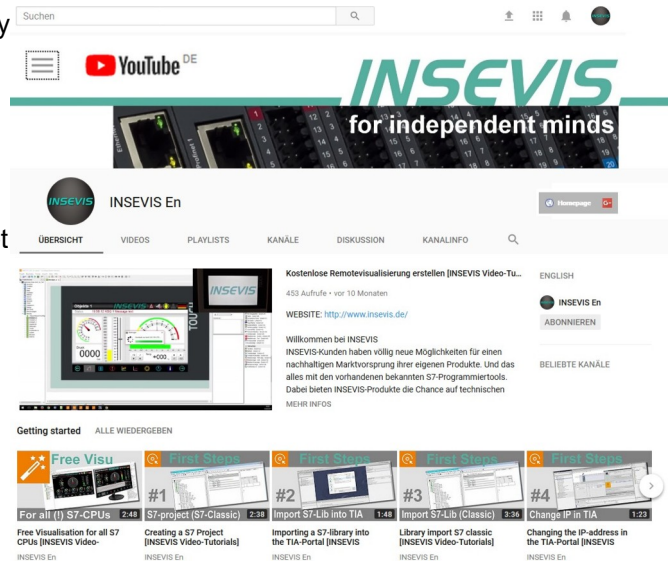 y
Suchen
YouTube DE
INSEVIS
for independent minds
INSEVIS
INSEVIS En
Homepage G+
t
ÜBERSICHT VIDEOS PLAYLISTS KANÄLE DISKUSSION KANALINFO
INSEVIS
TOUCH
0000
+000
Kostenlose Remotevisualisierung erstellen [INSEVIS Video-Tu...
453 Aufrufe • vor 10 Monaten
WEBSITE: http://www.insevis.de/
Willkommen bei INSEVIS
INSEVIS-Kunden haben völlig neue Möglichkeiten für einen
nachhaltigen Marktvorsprung ihrer eigenen Produkte. Und das
alles mit den vorhandenen bekannten S7-Programmiertools.
Dabei bieten INSEVIS-Produkte die Chance auf technischen
MEHR INFOS
ENGLISH
INSEVIS En
ABONNIEREN
BELIEBTE KANÄLE
Getting started ALLE WIEDERGEBEN
Free Visu
For all (!) S7-CPUs 2:48
Free Visualisation for all S7
CPUs [INSEVIS Video-
INSEVIS En
First Steps
#1
S7-project (S7-Classic) 2:38
Creating a S7 Project
[INSEVIS Video-Tutorials]
INSEVIS En
First Steps
#2
Import S7-Lib into TIA 1:48
Importing a S7-library into
the TIA-Portal [INSEVIS
INSEVIS En
First Steps
#3
Import S7-Lib (Classic) 3:36
Library import S7 classic
[INSEVIS Video-Tutorials]
INSEVIS En
First Steps
#4
Change IP in TIA 1:23
Changing the IP-address in
the TIA-Portal [INSEVIS
INSEVIS En